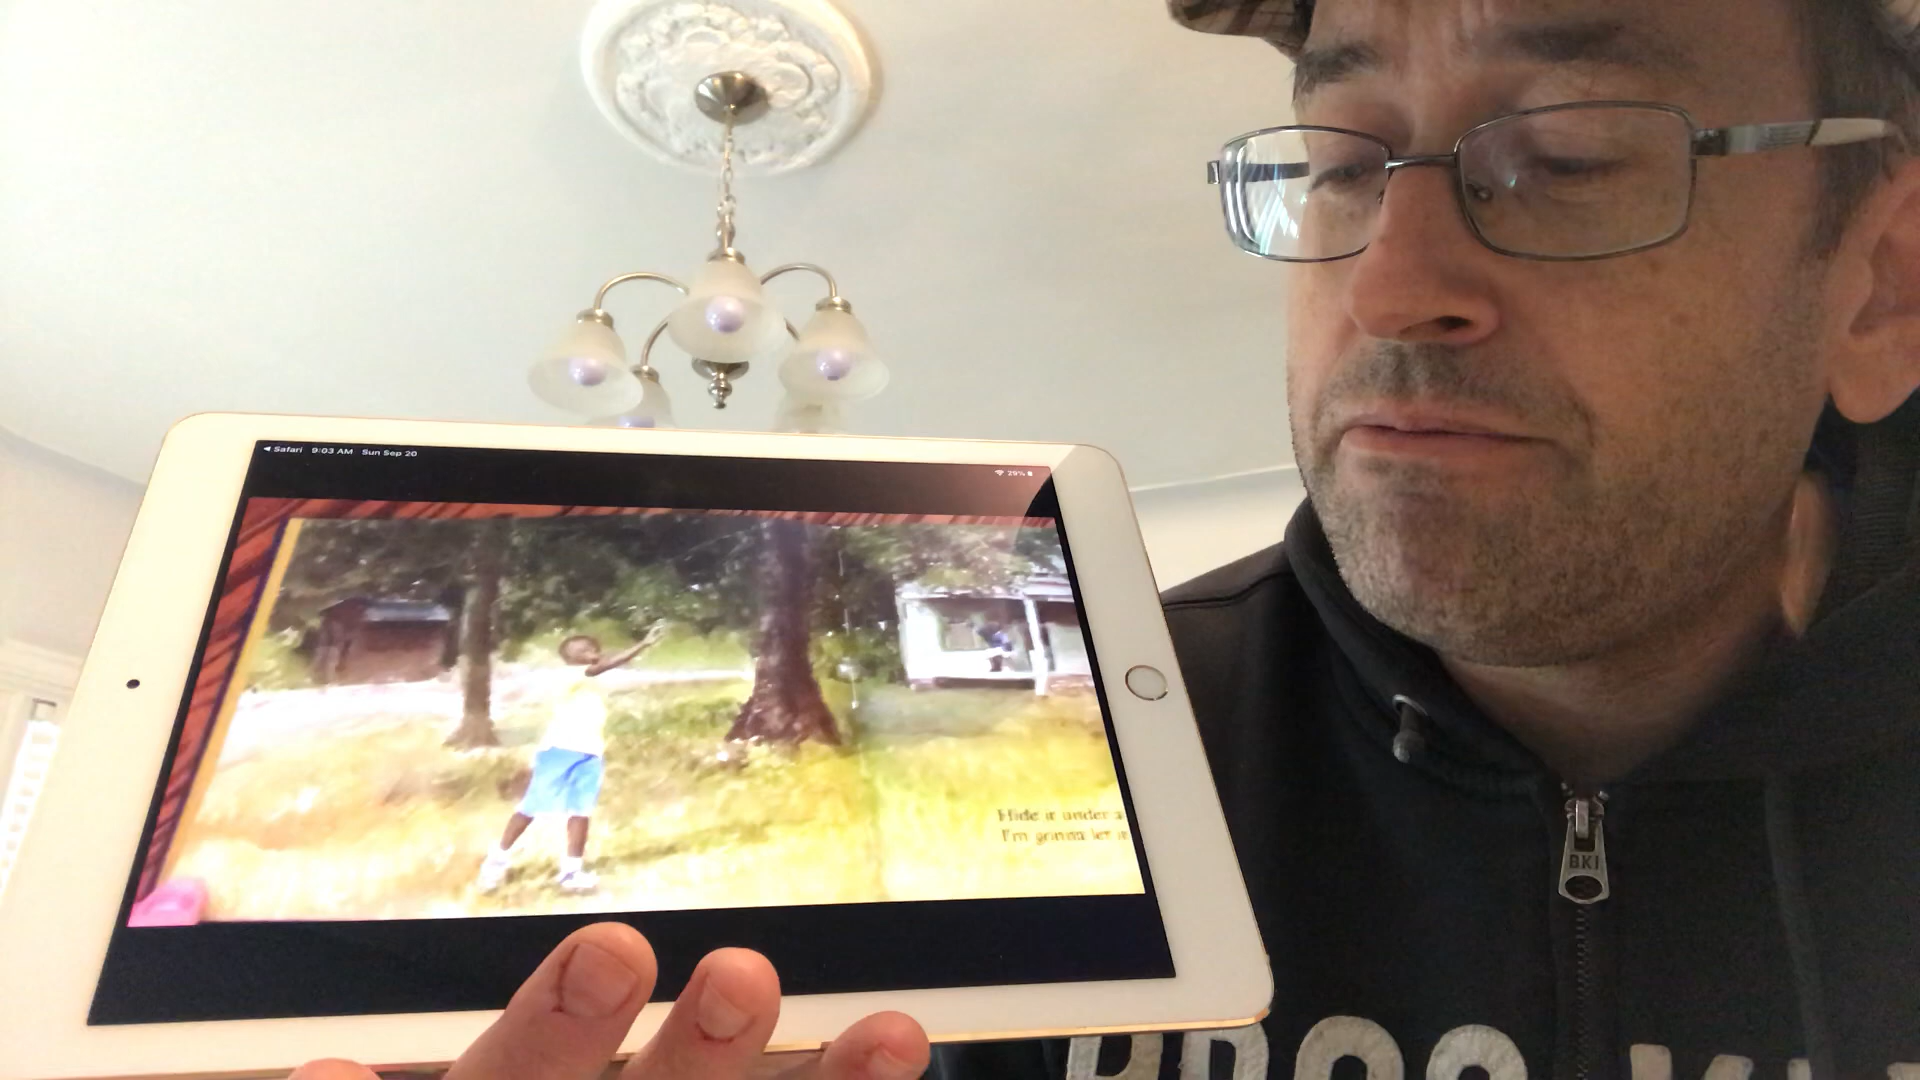 Safari 9:03 AM Sun Sep 20
29%
Hide it under a
I'm gonna let it
BKI